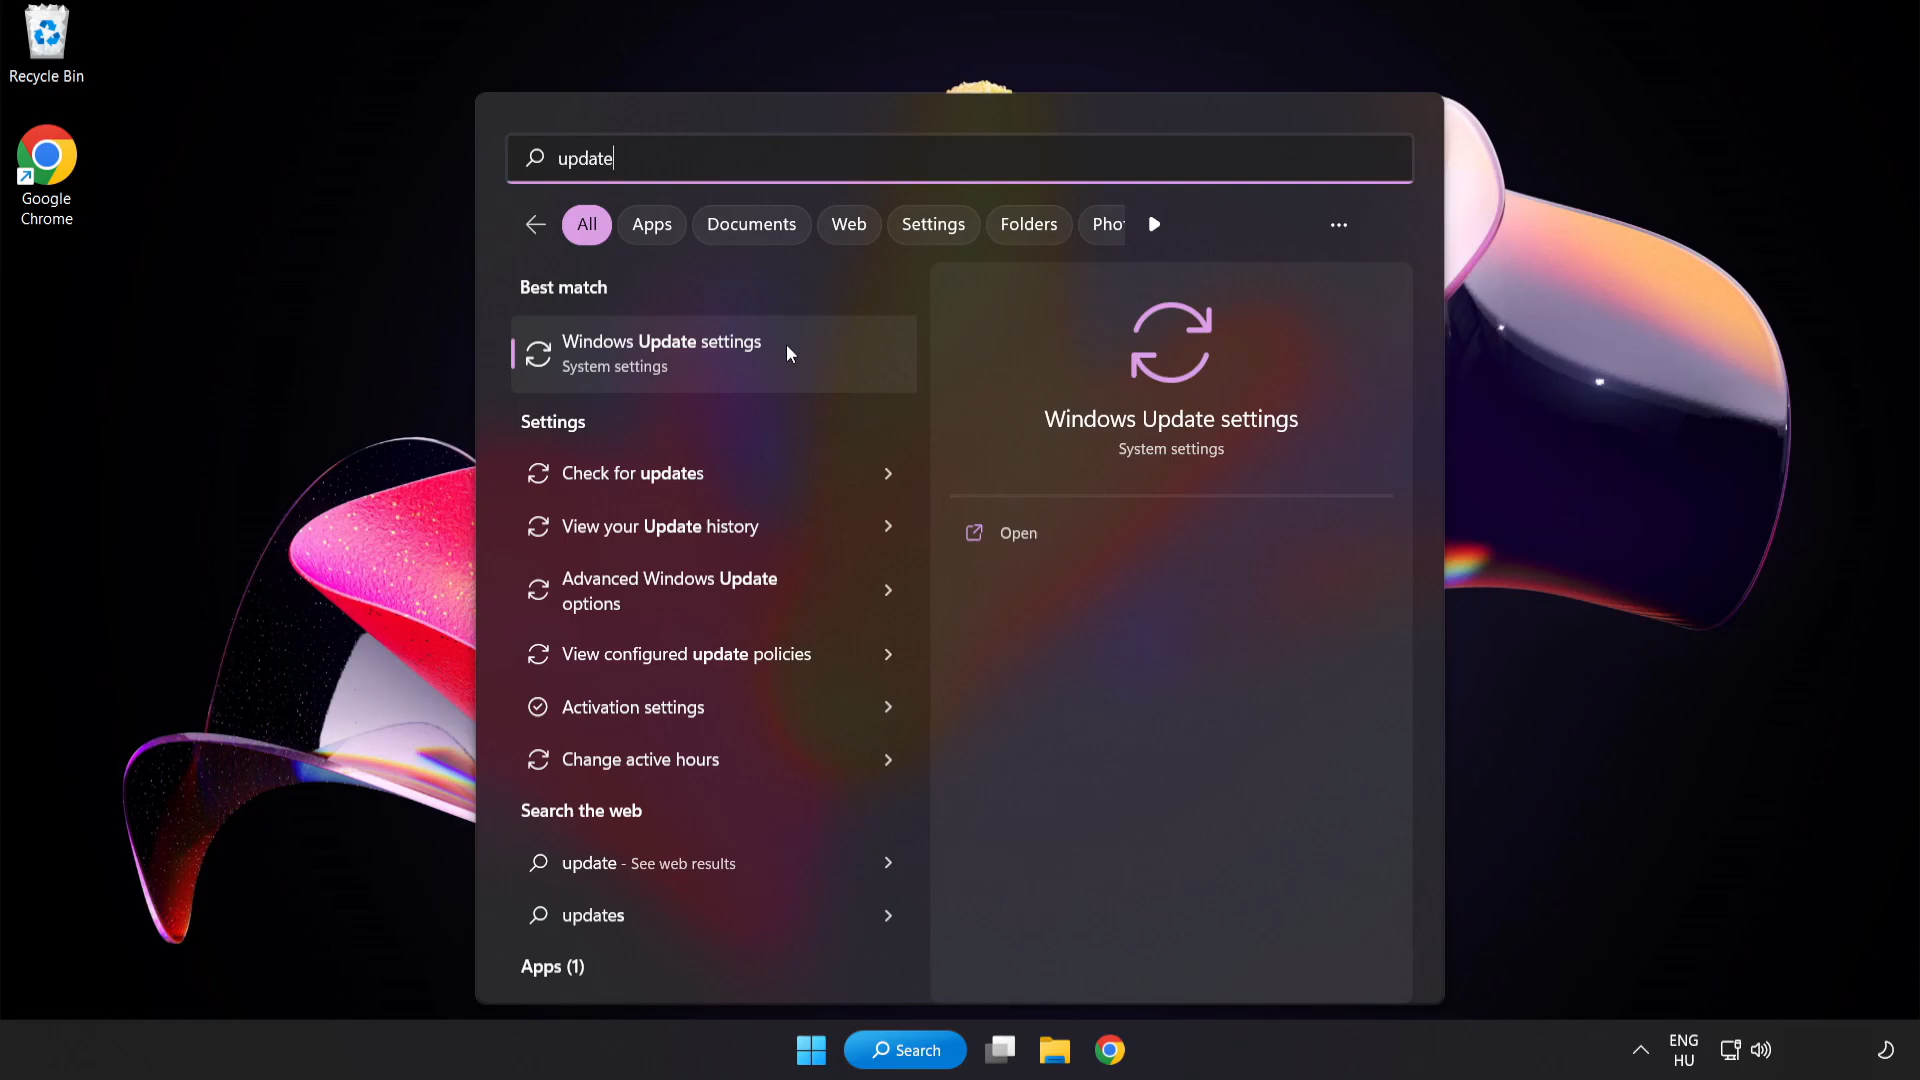 Recycle Bin
Google
Chrome
update
All
Apps
Documents
Web
Settings
Folders
Phot
Best match
Windows Update settings
System settings
Settings
Check for updates
View your Update history
Advanced Windows Update
options
View configured update policies
Activation settings
Change active hours
Search the web
update - See web results
updates
Apps (1)
Windows Update settings
System settings
Open
Search
ENG
HU